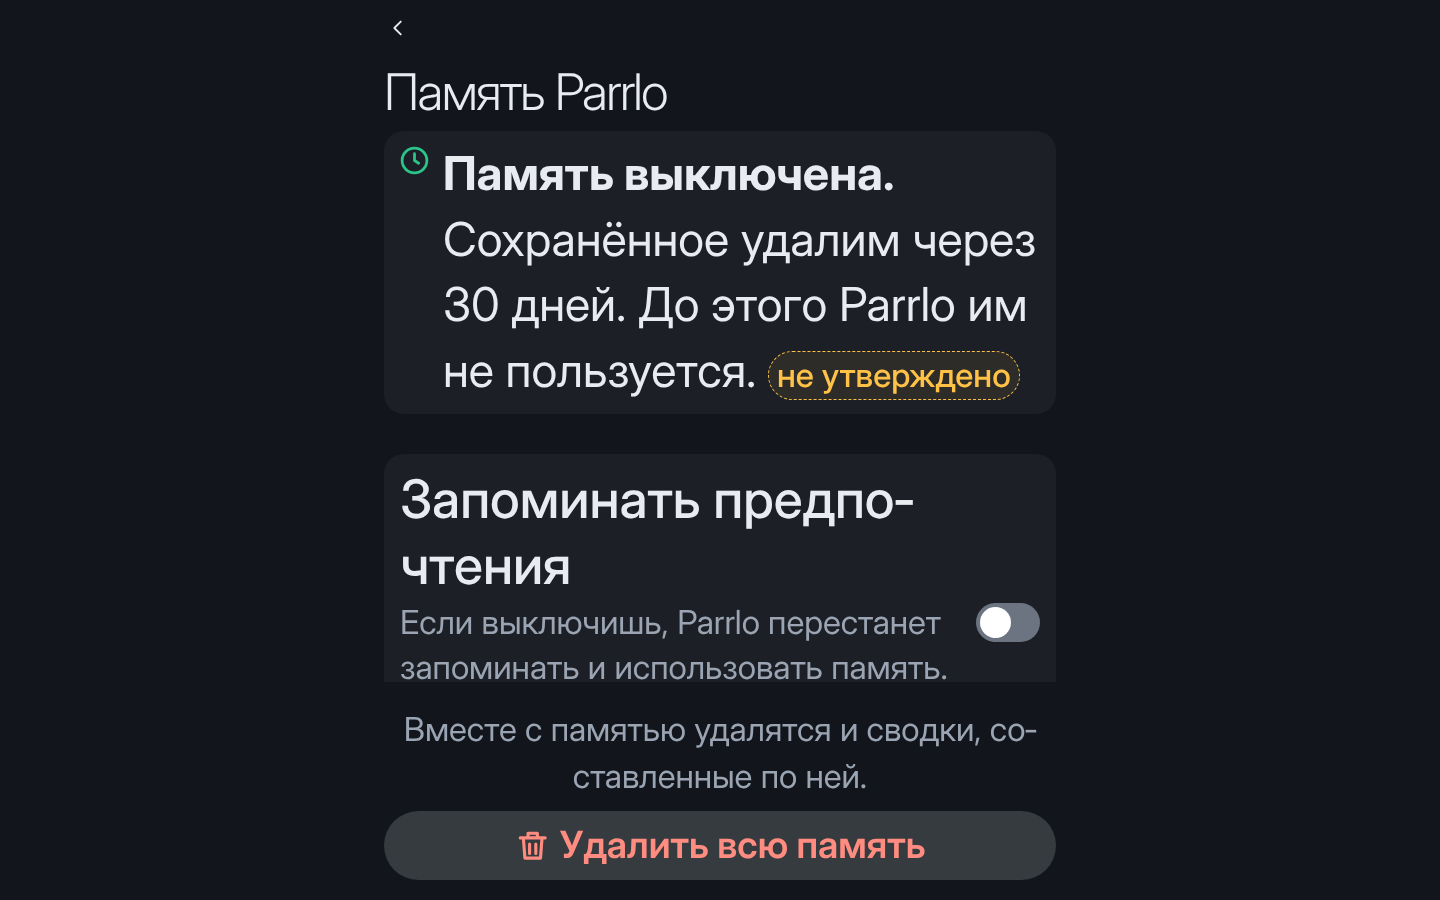 Память Parrlo
Память выключена.
Сохранённое удалим через
30 дней. До этого Parrlo им
не пользуется. не утверждено
Запоминать предпо-
чтения
Если выключишь, Parrlo перестанет
запоминать и использовать память.
Вместе с памятью удалятся и сводки, со-
ставленные по ней.
Удалить всю память